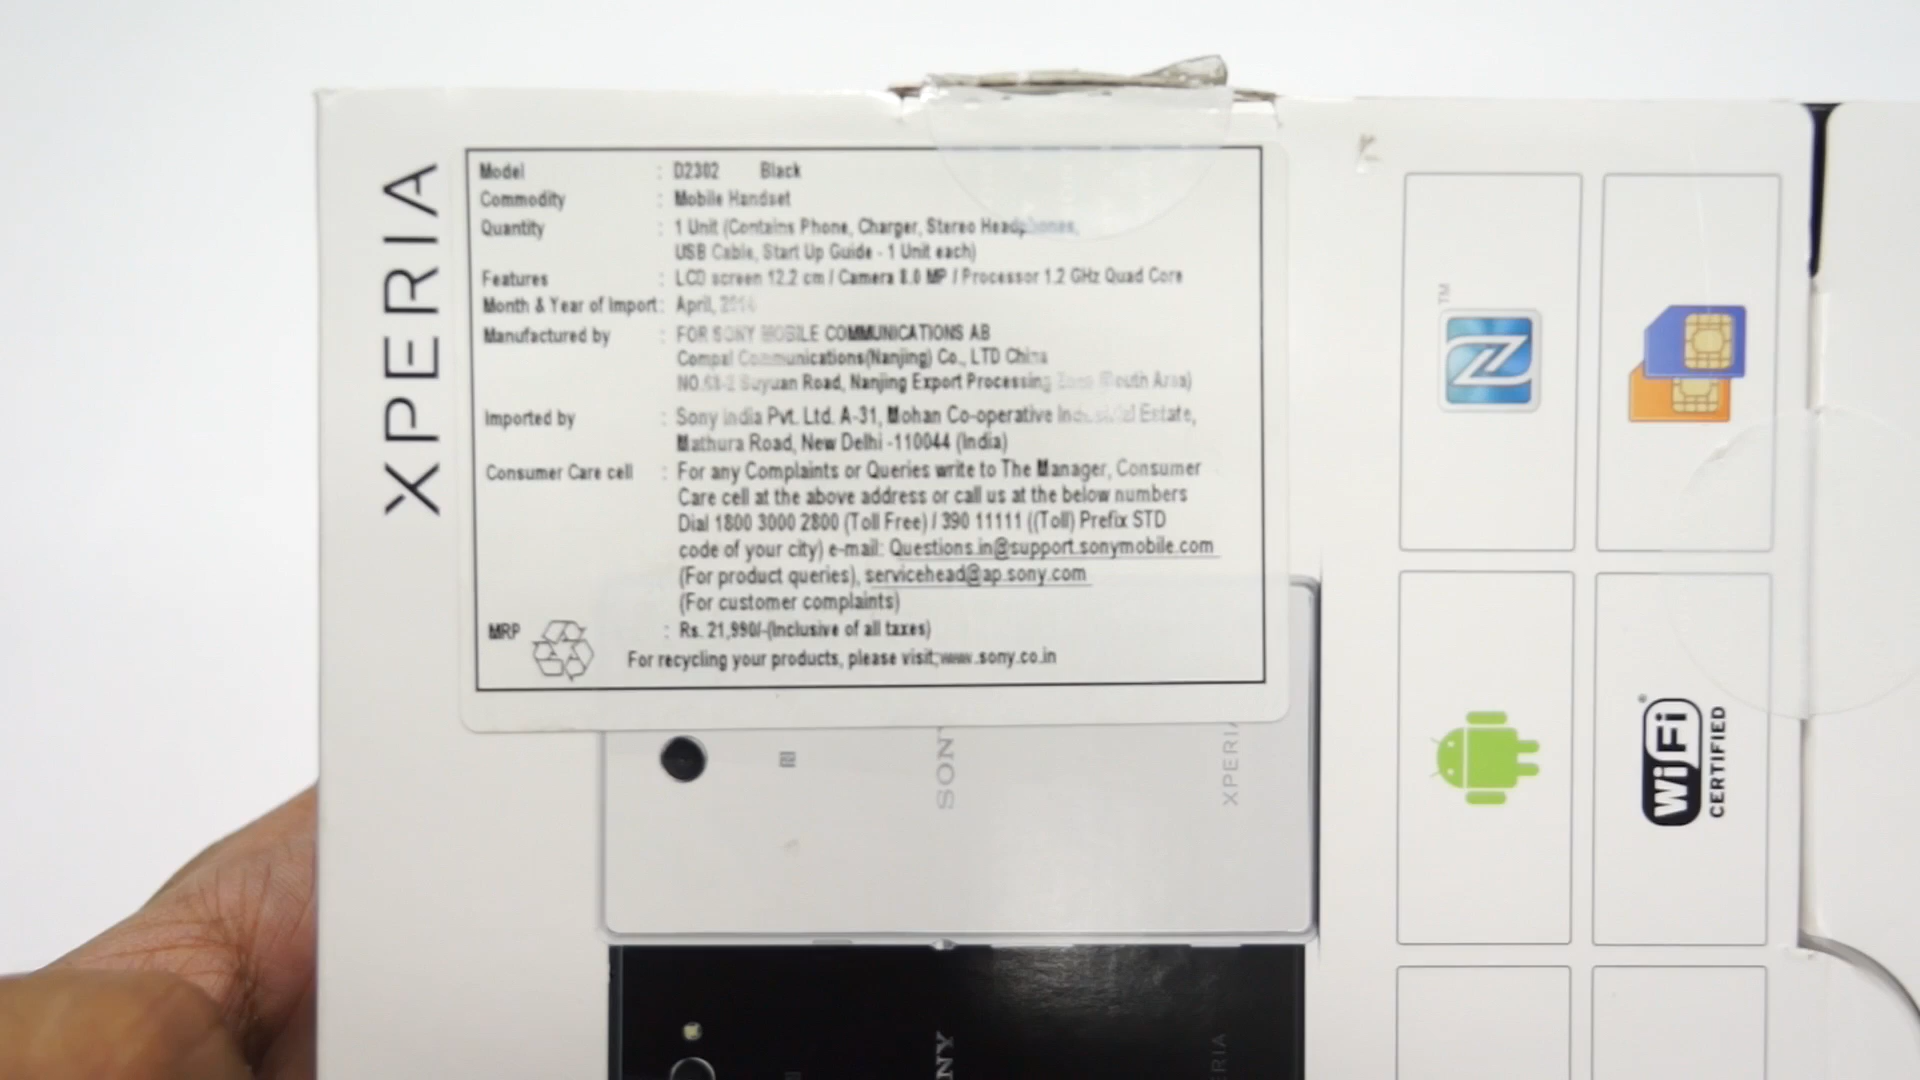 XPERIA
Model : D2302 Black
Commodity : Mobile Handset
Quantity : 1 Unit (Contains Phone, Charger, Stereo Headphones,
USB Cable, Start Up Guide - 1 Unit each)
Features : LCD screen 12.2 cm / Camera 8.0 MP / Processor 1.2 GHz Quad Core
Month & Year of Import : April, 2014
Manufactured by : FOR SONY MOBILE COMMUNICATIONS AB
Compal Communications(Nanjing) Co., LTD China
Suyuan Road, Nanjing Export Processing Zone (South Area)
Imported by : Sony India Pvt. Ltd. A-31, Mohan Co-operative Industrial Estate,
Mathura Road, New Delhi -110044 (India)
Consumer Care cell : For any Complaints or Queries write to The Manager, Consumer
Care cell at the above address or call us at the below numbers
Dial 1800 3000 2800 (Toll Free) / 390 11111 ((Toll) Prefix STD
code of your city) e-mail: Questions.in@support.sonymobile.com
(For product queries), servicehead@ap.sony.com
(For customer complaints)
MRP : Rs. 21,990/-(Inclusive of all taxes)
For recycling your products, please visit:www.sony.co.in
TM
WiFi
CERTIFIED
®
SONY
XPERIA